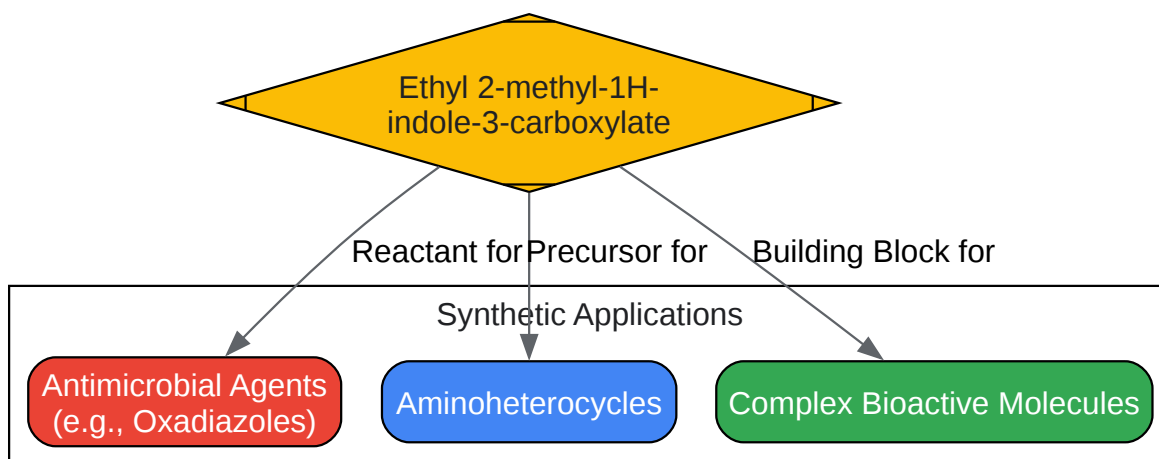 Ethyl 2-methyl-1H-
indole-3-carboxylate
Reactant for
Precursor for
Building Block for
Synthetic Applications
Antimicrobial Agents
(e.g., Oxadiazoles)
Aminoheterocycles
Complex Bioactive Molecules